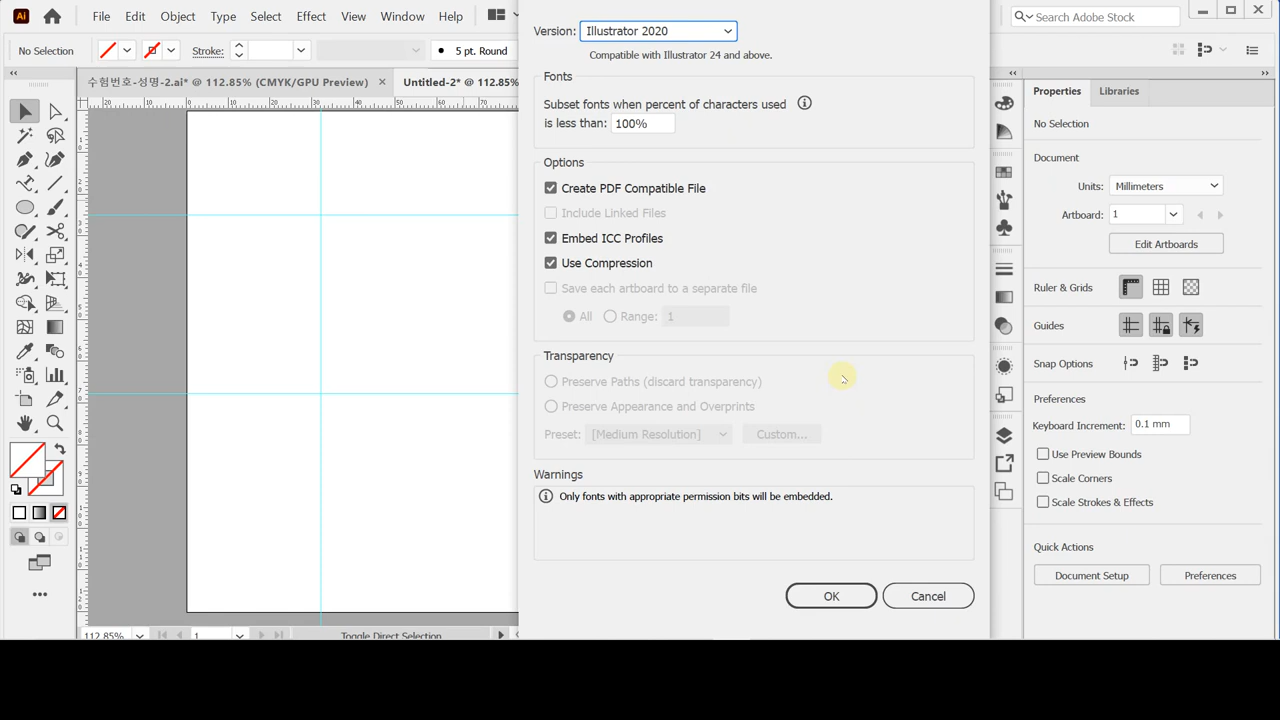 Ai File Edit Object Type Select Effect View Window Help
Search Adobe Stock
No Selection
Stroke:
5 pt. Round
수험번호-성명-2.ai* @ 112.85% (CMYK/GPU Preview)
Untitled-2* @ 112.85%
Version: Illustrator 2020
Compatible with Illustrator 24 and above.
Fonts
Subset fonts when percent of characters used
is less than: 100%
Options
Create PDF Compatible File
Include Linked Files
Embed ICC Profiles
Use Compression
Save each artboard to a separate file
All Range: 1
Transparency
Preserve Paths (discard transparency)
Preserve Appearance and Overprints
Preset: [Medium Resolution] Custom...
Warnings
Only fonts with appropriate permission bits will be embedded.
OK Cancel
Properties Libraries
No Selection
Document
Units: Millimeters
Artboard: 1
Edit Artboards
Ruler & Grids
Guides
Snap Options
Preferences
Keyboard Increment: 0.1 mm
Use Preview Bounds
Scale Corners
Scale Strokes & Effects
Quick Actions
Document Setup Preferences
112.85% 1 Toggle Direct Selection